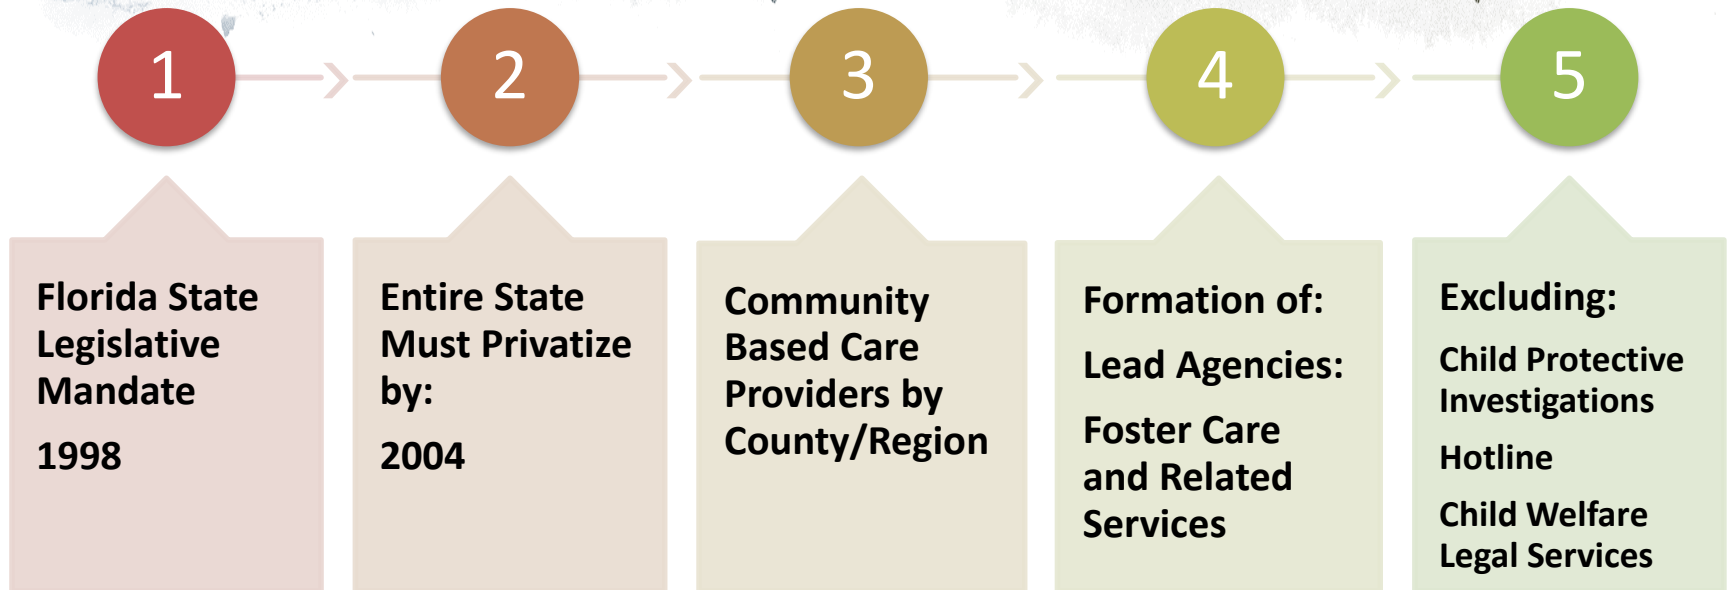 1
2
3
4
5
Florida State
Legislative
Mandate
1998
Entire State
Must Privatize
by:
2004
Community
Based Care
Providers by
County/Region
Formation of:
Lead Agencies:
Foster Care
and Related
Services
Excluding:
Child Protective
Investigations
Hotline
Child Welfare
Legal Services